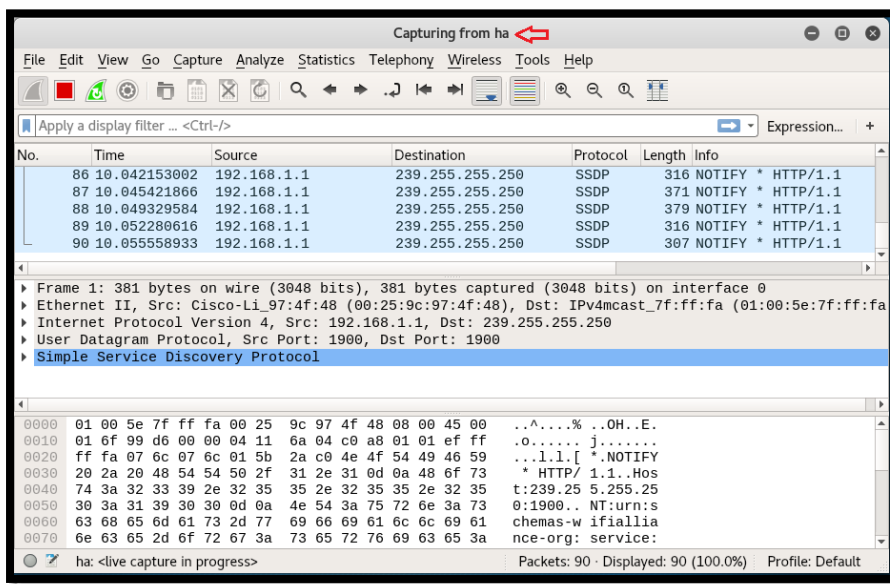 Capturing from ha
File Edit View Go Capture Analyze Statistics Telephony Wireless Tools Help
Apply a display filter ... <Ctrl-/> Expression... +
No. Time Source Destination Protocol Length Info
86 10.042153002 192.168.1.1 239.255.255.250 SSDP 316 NOTIFY * HTTP/1.1
87 10.045421866 192.168.1.1 239.255.255.250 SSDP 371 NOTIFY * HTTP/1.1
88 10.049329584 192.168.1.1 239.255.255.250 SSDP 379 NOTIFY * HTTP/1.1
89 10.052280616 192.168.1.1 239.255.255.250 SSDP 316 NOTIFY * HTTP/1.1
90 10.055558933 192.168.1.1 239.255.255.250 SSDP 307 NOTIFY * HTTP/1.1
Frame 1: 381 bytes on wire (3048 bits), 381 bytes captured (3048 bits) on interface 0
Ethernet II, Src: Cisco-Li_97:4f:48 (00:25:9c:97:4f:48), Dst: IPv4mcast_7f:ff:fa (01:00:5e:7f:ff:fa
Internet Protocol Version 4, Src: 192.168.1.1, Dst: 239.255.255.250
User Datagram Protocol, Src Port: 1900, Dst Port: 1900
Simple Service Discovery Protocol
0000 01 00 5e 7f ff fa 00 25 9c 97 4f 48 08 00 45 00 ..^....% ..OH..E.
0010 01 6f 99 d6 00 00 04 11 6a 04 c0 a8 01 01 ef ff .o...... j.......
0020 ff fa 07 6c 07 6c 01 5b 2a c0 4e 4f 54 49 46 59 ...l.l.[ *.NOTIFY
0030 20 2a 20 48 54 54 50 2f 31 2e 31 0d 0a 48 6f 73 * HTTP/ 1.1..Hos
0040 74 3a 32 33 39 2e 32 35 35 2e 32 35 35 2e 32 35 t:239.25 5.255.25
0050 30 3a 31 39 30 30 0d 0a 4e 54 3a 75 72 6e 3a 73 0:1900.. NT:urn:s
0060 63 68 65 6d 61 73 2d 77 69 66 69 61 6c 6c 69 61 chemas-w ifiallia
0070 6e 63 65 2d 6f 72 67 3a 73 65 72 76 69 63 65 3a nce-org: service:
ha: <live capture in progress> Packets: 90 · Displayed: 90 (100.0%) Profile: Default